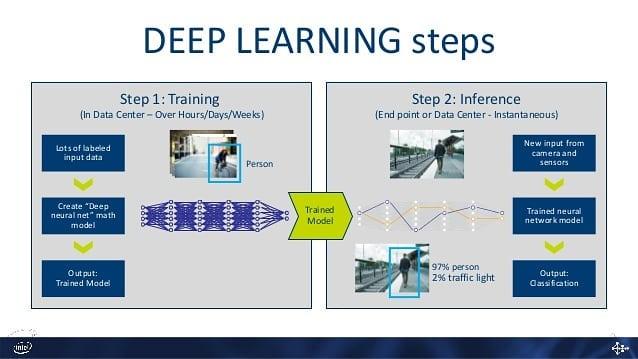 DEEP LEARNING steps
Step 1: Training
(In Data Center – Over Hours/Days/Weeks)
Lots of labeled
input data
Person
Create “Deep
neural net” math
model
Output:
Trained Model
Trained
Model
Step 2: Inference
(End point or Data Center - Instantaneous)
New input from
camera and
sensors
Trained neural
network model
97% person
2% traffic light
Output:
Classification
intel